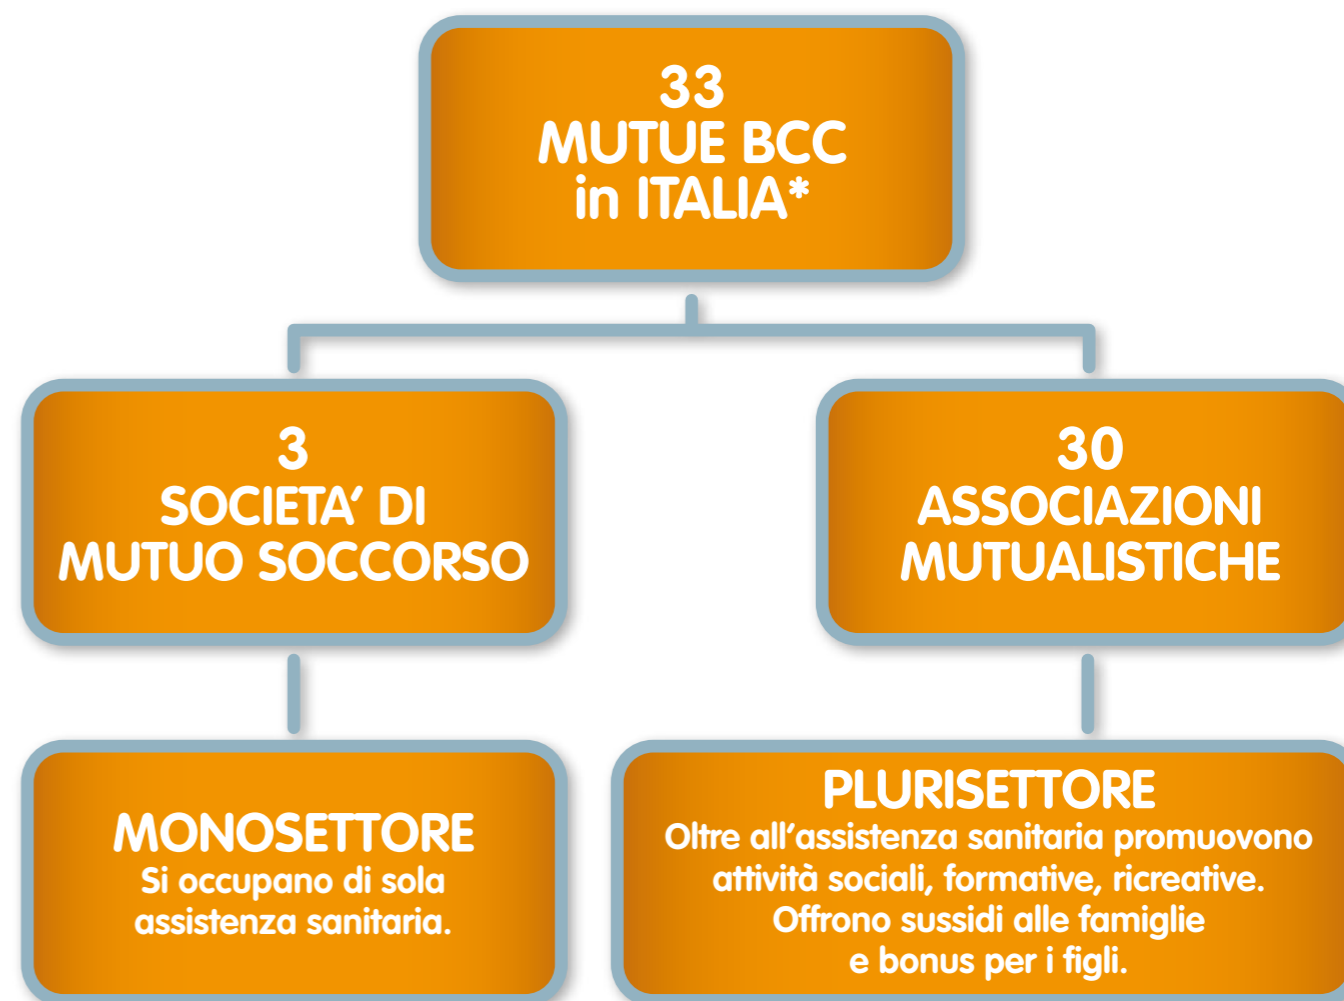 33
MUTUE BCC
in ITALIA*
3
SOCIETA’ DI
MUTUO SOCCORSO
30
ASSOCIAZIONI
MUTUALISTICHE
MONOSETTORE
Si occupano di sola
assistenza sanitaria.
PLURISETTORE
Oltre all’assistenza sanitaria promuovono
attività sociali, formative, ricreative.
Offrono sussidi alle famiglie
e bonus per i figli.